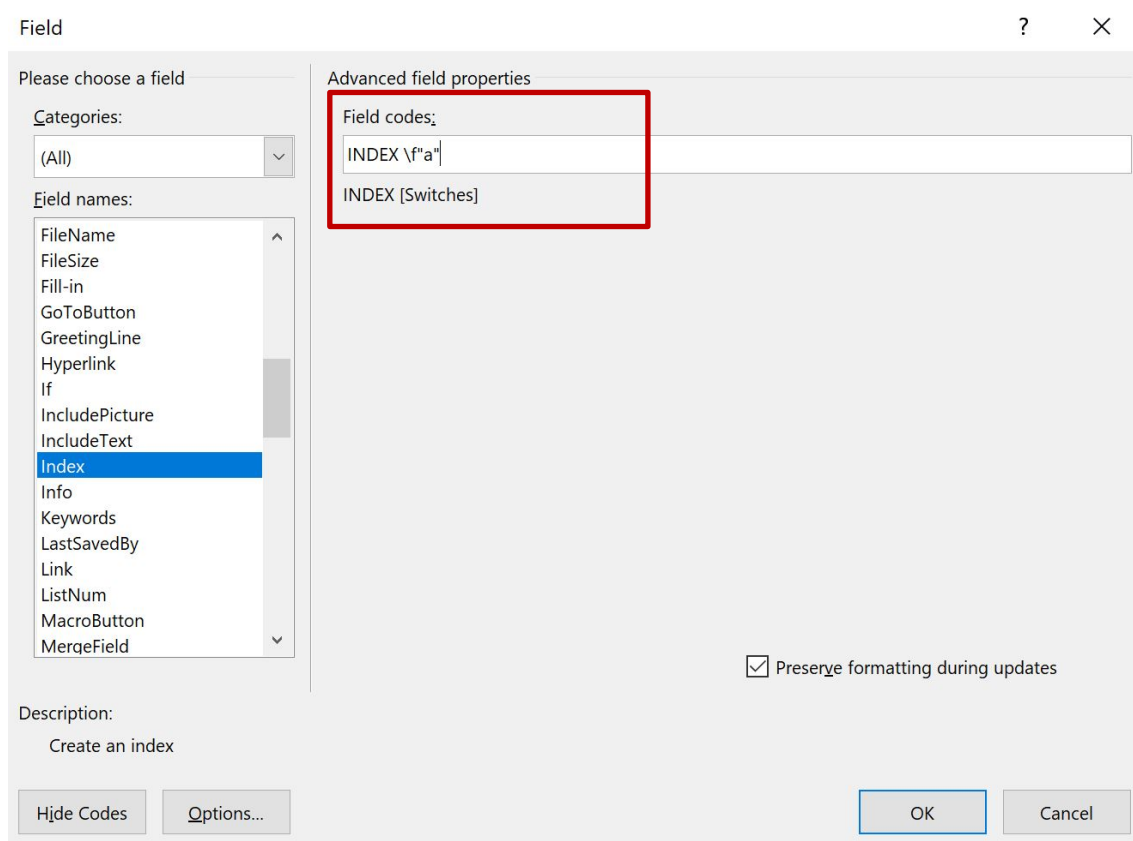 Field
?
Please choose a field
Categories:
(All)
Field names:
FileName
FileSize
Fill-in
GoToButton
GreetingLine
Hyperlink
If
IncludePicture
IncludeText
Index
Info
Keywords
LastSavedBy
Link
ListNum
MacroButton
MergeField
Advanced field properties
Field codes:
INDEX \f"a"
INDEX [Switches]
Preserve formatting during updates
Description:
Create an index
Hide Codes
Options...
OK
Cancel